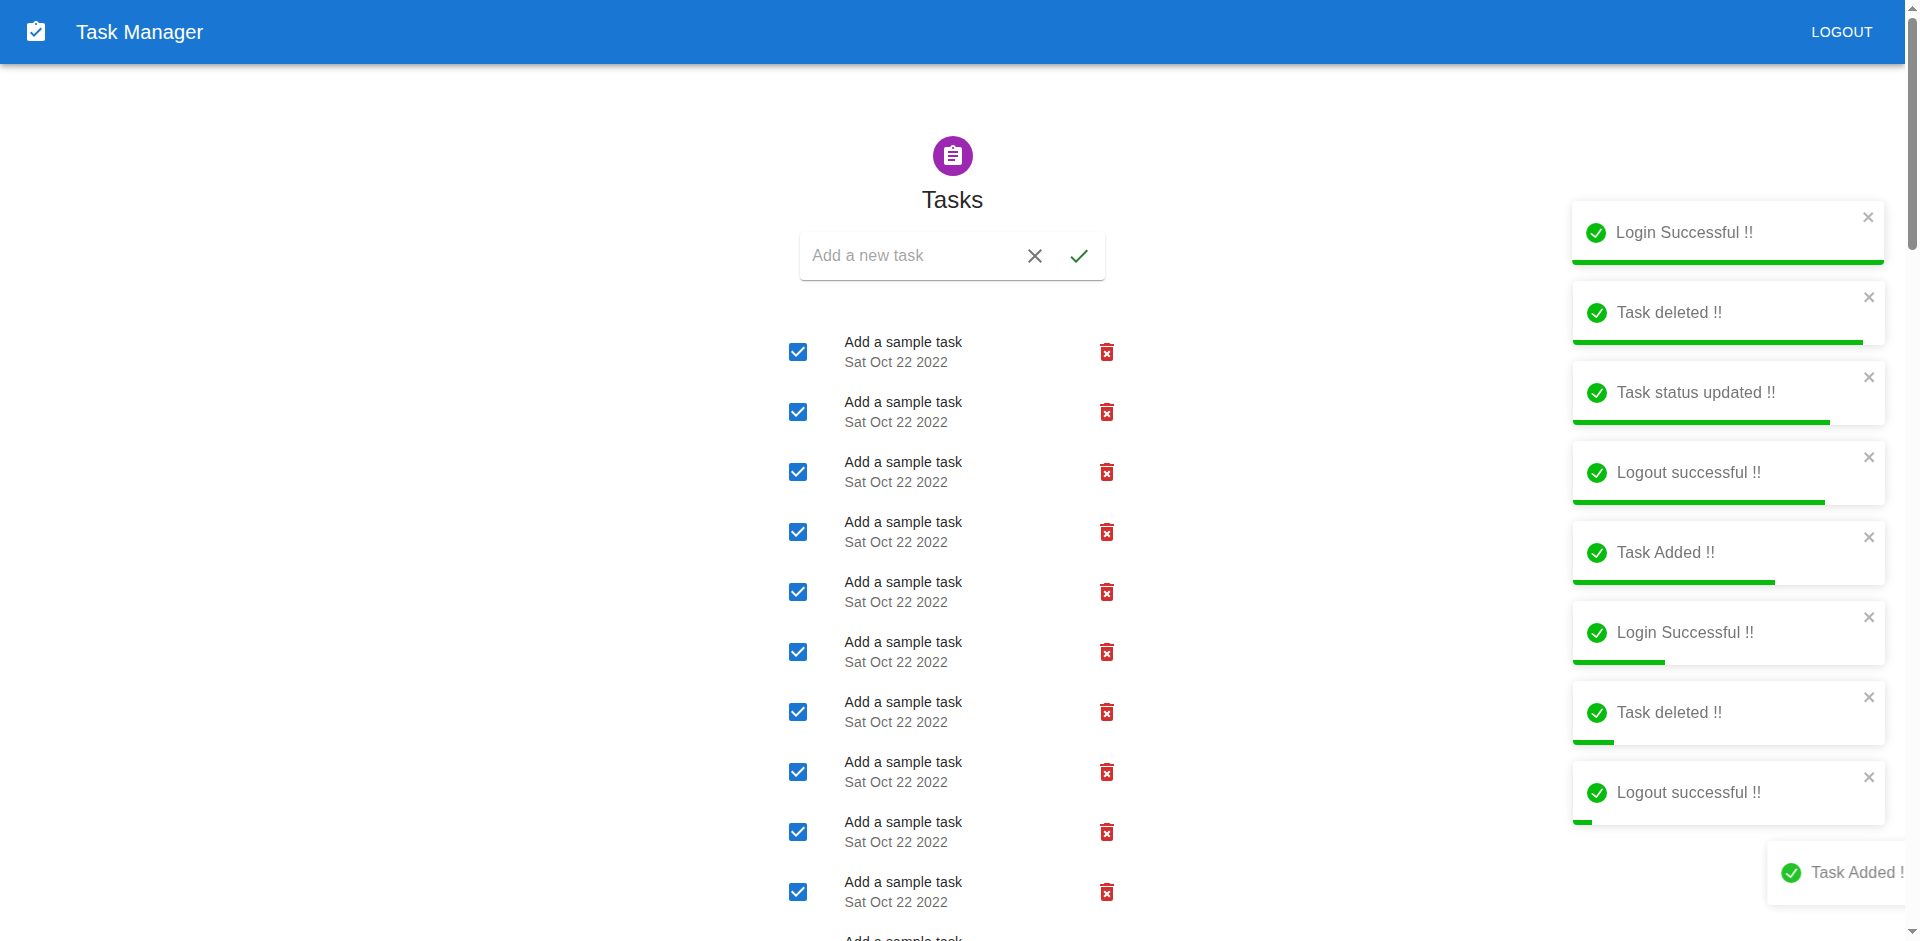 Task Manager
LOGOUT
Tasks
Add a new task
Add a sample task
Sat Oct 22 2022
Add a sample task
Sat Oct 22 2022
Add a sample task
Sat Oct 22 2022
Add a sample task
Sat Oct 22 2022
Add a sample task
Sat Oct 22 2022
Add a sample task
Sat Oct 22 2022
Add a sample task
Sat Oct 22 2022
Add a sample task
Sat Oct 22 2022
Add a sample task
Sat Oct 22 2022
Add a sample task
Sat Oct 22 2022
Add a sample task
Login Successful !!
Task deleted !!
Task status updated !!
Logout successful !!
Task Added !!
Login Successful !!
Task deleted !!
Logout successful !!
Task Added !